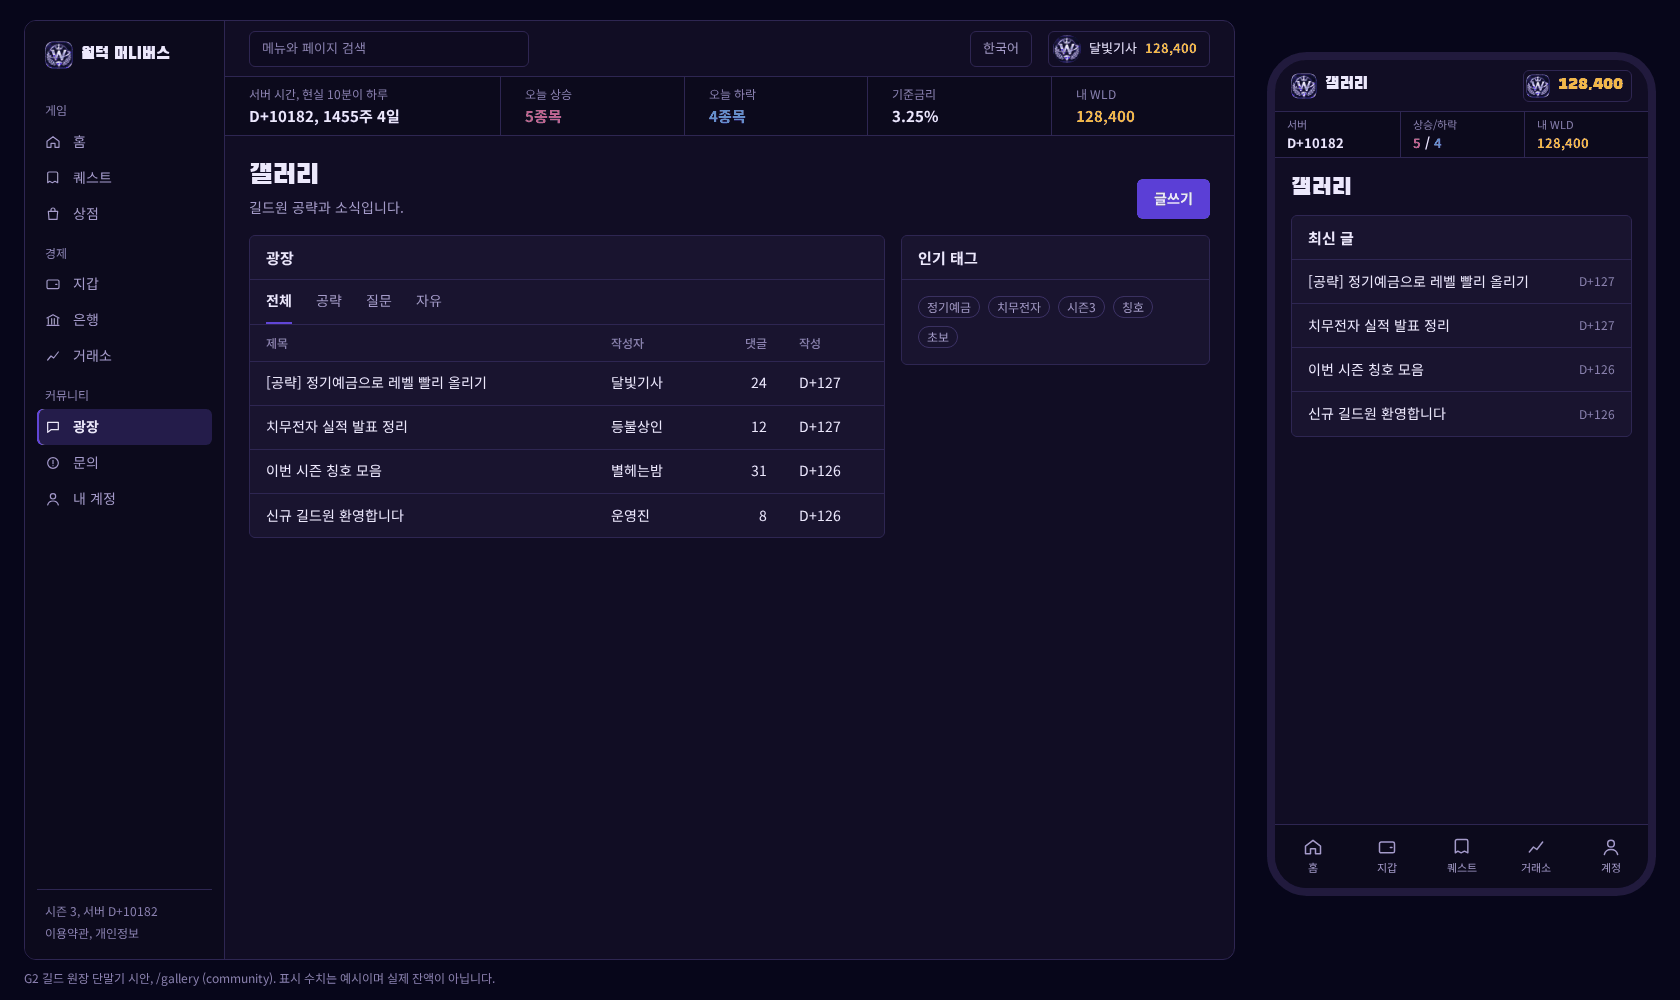 월덕 머니버스
게임
홈
퀘스트
상점
경제
지갑
은행
거래소
커뮤니티
광장
문의
내 계정
시즌 3, 서버 D+10182
이용약관, 개인정보
메뉴와 페이지 검색
한국어
달빛기사 128,400
서버 시간, 현실 10분이 하루
D+10182, 1455주 4일
오늘 상승
5종목
오늘 하락
4종목
기준금리
3.25%
내 WLD
128,400
갤러리
길드원 공략과 소식입니다.
글쓰기
광장
전체 공략 질문 자유
제목 작성자 댓글 작성
[공략] 정기예금으로 레벨 빨리 올리기 달빛기사 24 D+127
치무전자 실적 발표 정리 등불상인 12 D+127
이번 시즌 칭호 모음 별헤는밤 31 D+126
신규 길드원 환영합니다 운영진 8 D+126
인기 태그
정기예금 치무전자 시즌3 칭호
초보
갤러리
128,400
서버
D+10182
상승/하락
5 / 4
내 WLD
128,400
갤러리
최신 글
[공략] 정기예금으로 레벨 빨리 올리기 D+127
치무전자 실적 발표 정리 D+127
이번 시즌 칭호 모음 D+126
신규 길드원 환영합니다 D+126
홈 지갑 퀘스트 거래소 계정
G2 길드 원장 단말기 시안, /gallery (community). 표시 수치는 예시이며 실제 잔액이 아닙니다.